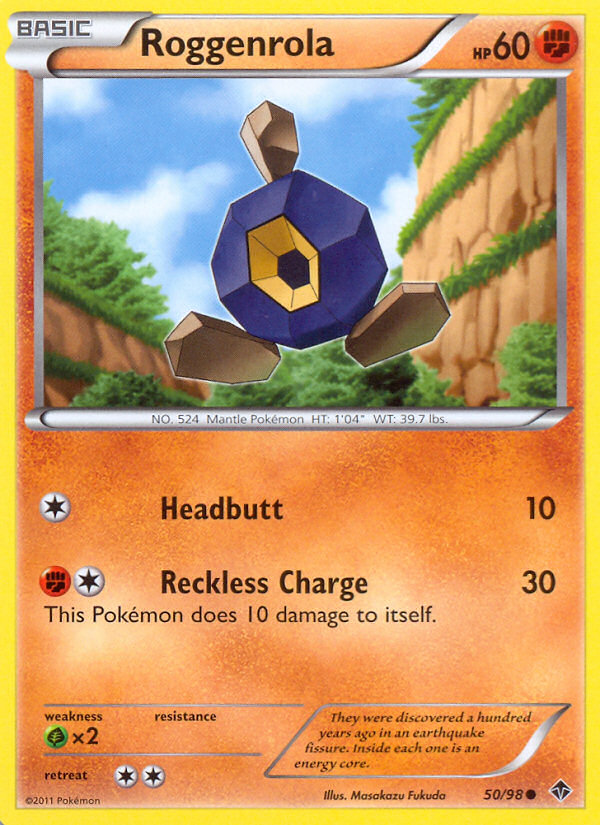 BASIC
Roggenrola
HP60
NO. 524 Mantle Pokémon HT: 1'04" WT: 39.7 lbs.
Headbutt 10
Reckless Charge 30
This Pokémon does 10 damage to itself.
weakness resistance
×2
They were discovered a hundred
years ago in an earthquake
fissure. Inside each one is an
energy core.
retreat
©2011 Pokémon
Illus. Masakazu Fukuda 50/98